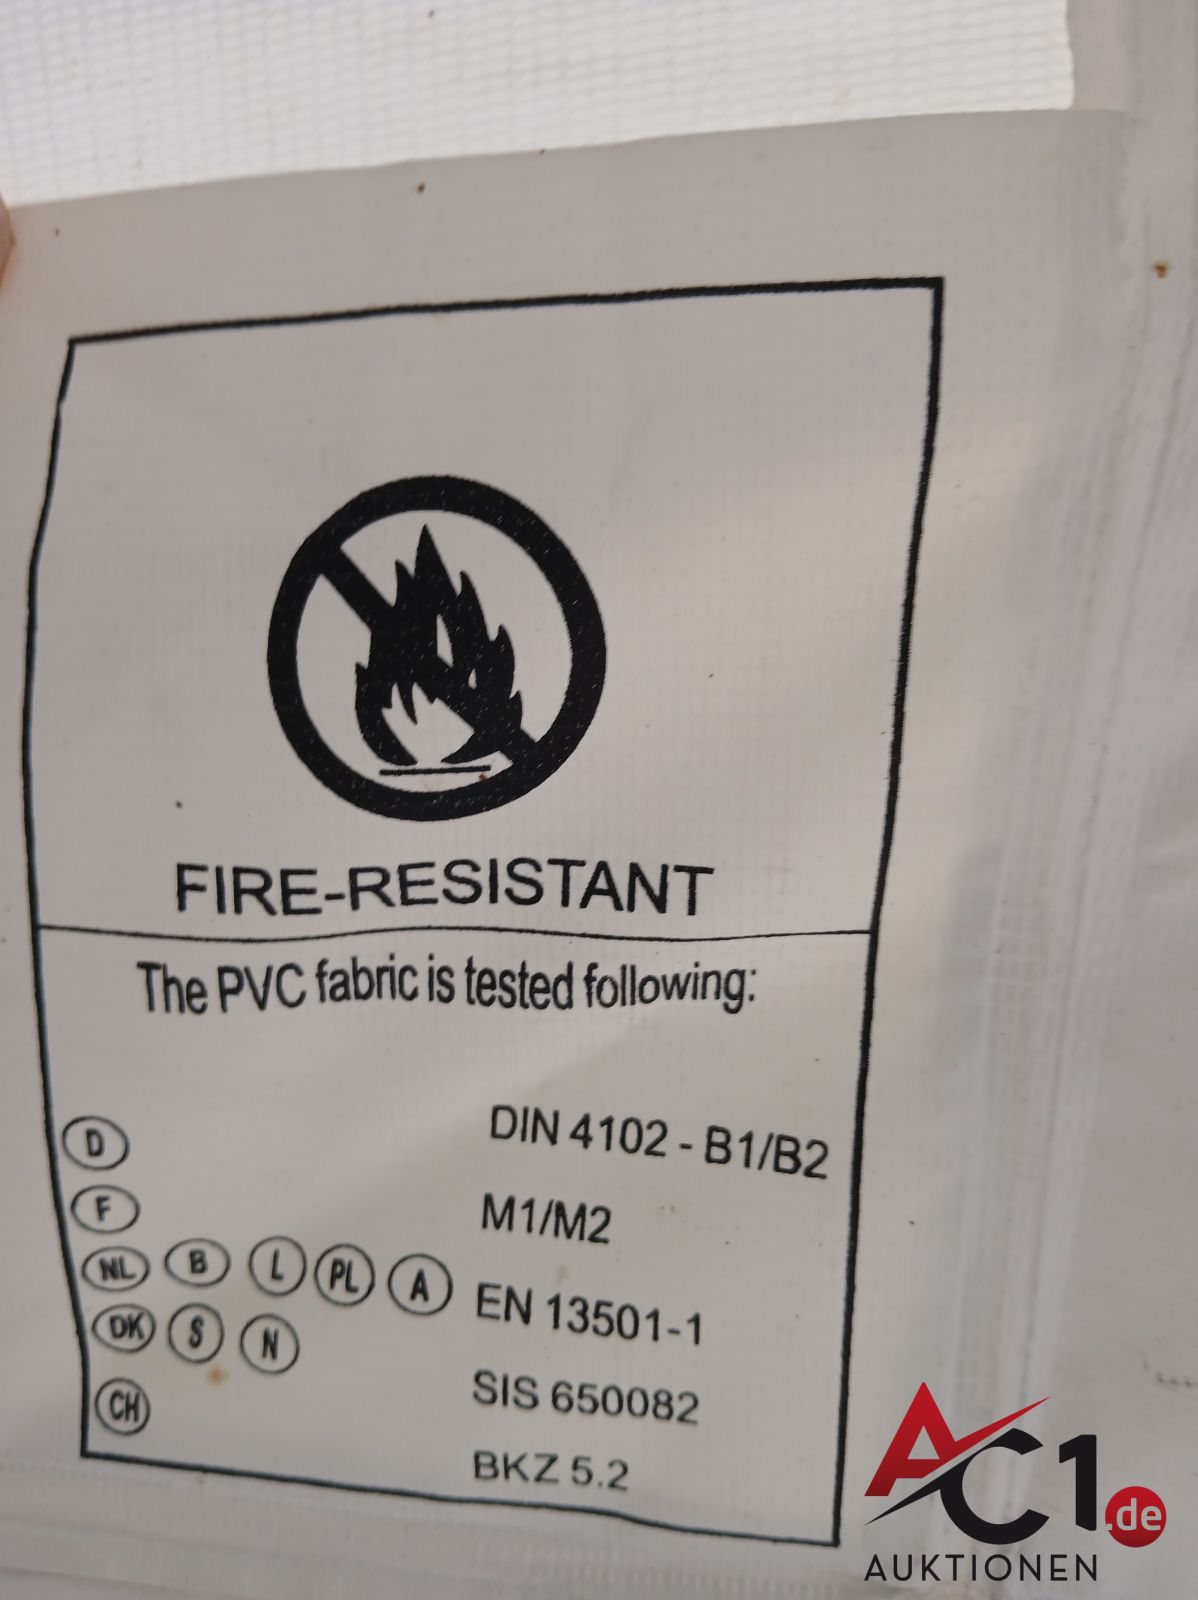 FIRE-RESISTANT
The PVC fabric is tested following:
D DIN 4102 - B1/B2
F M1/M2
NL B L PL A EN 13501-1
DK S N SIS 650082
CH BKZ 5.2
AC1.de
AUKTIONEN